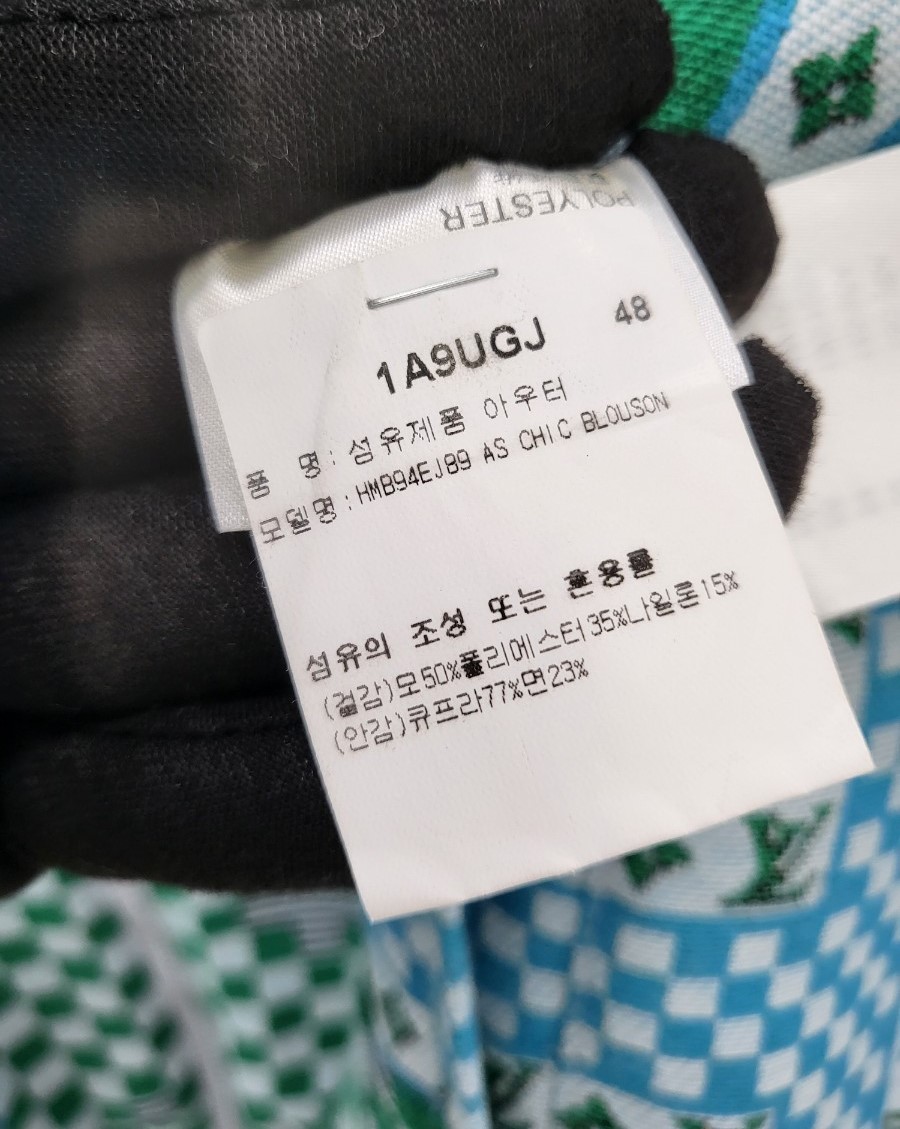 POLYESTER
48
1A9UGJ
품 명 : 섬유제품 아우터
모델명 : HMB94EJB9 AS CHIC BLOUSON
섬유의 조성 또는 혼용률
(겉감)모50%폴리에스터35%나일론15%
(안감)큐프라77%면23%
LV